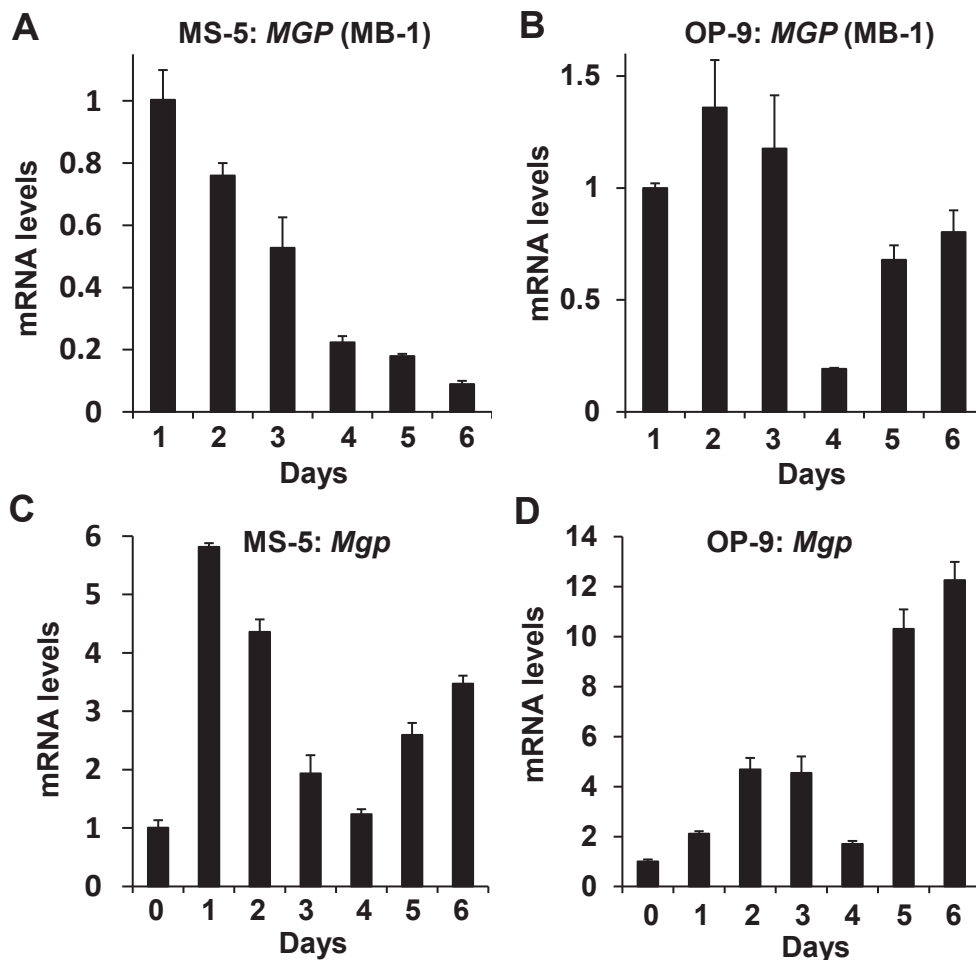 A
MS-5: MGP (MB-1)
mRNA levels
1
0.8
0.6
0.4
0.2
0
1 2 3 4 5 6
Days
B
OP-9: MGP (MB-1)
mRNA levels
1.5
1
0.5
0
1 2 3 4 5 6
Days
C
MS-5: Mgp
mRNA levels
6
5
4
3
2
1
0
0 1 2 3 4 5 6
Days
D
OP-9: Mgp
mRNA levels
14
12
10
8
6
4
2
0
0 1 2 3 4 5 6
Days